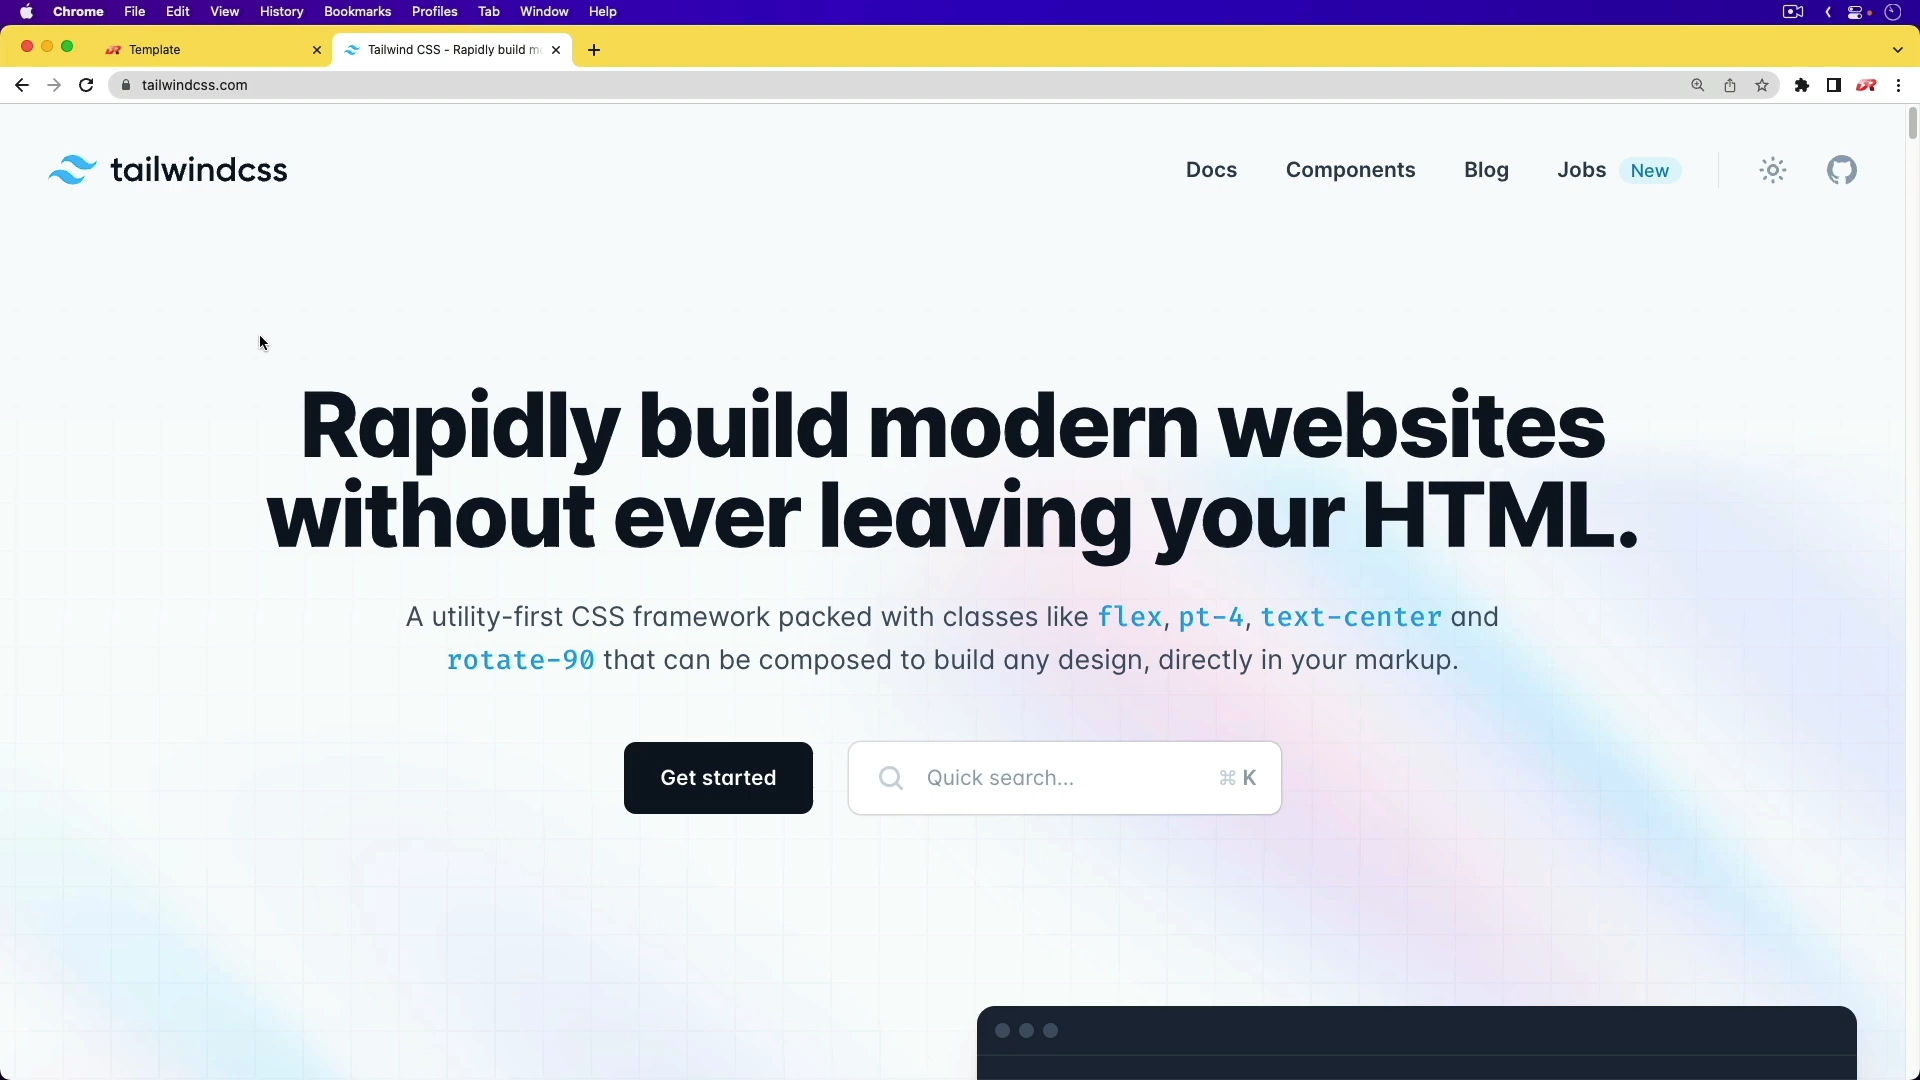 Chrome File Edit View History Bookmarks Profiles Tab Window Help
Template
Tailwind CSS - Rapidly build m
tailwindcss.com
tailwindcss
Docs Components Blog Jobs New
Rapidly build modern websites
without ever leaving your HTML.
A utility-first CSS framework packed with classes like flex, pt-4, text-center and
rotate-90 that can be composed to build any design, directly in your markup.
Get started
Quick search... ⌘ K